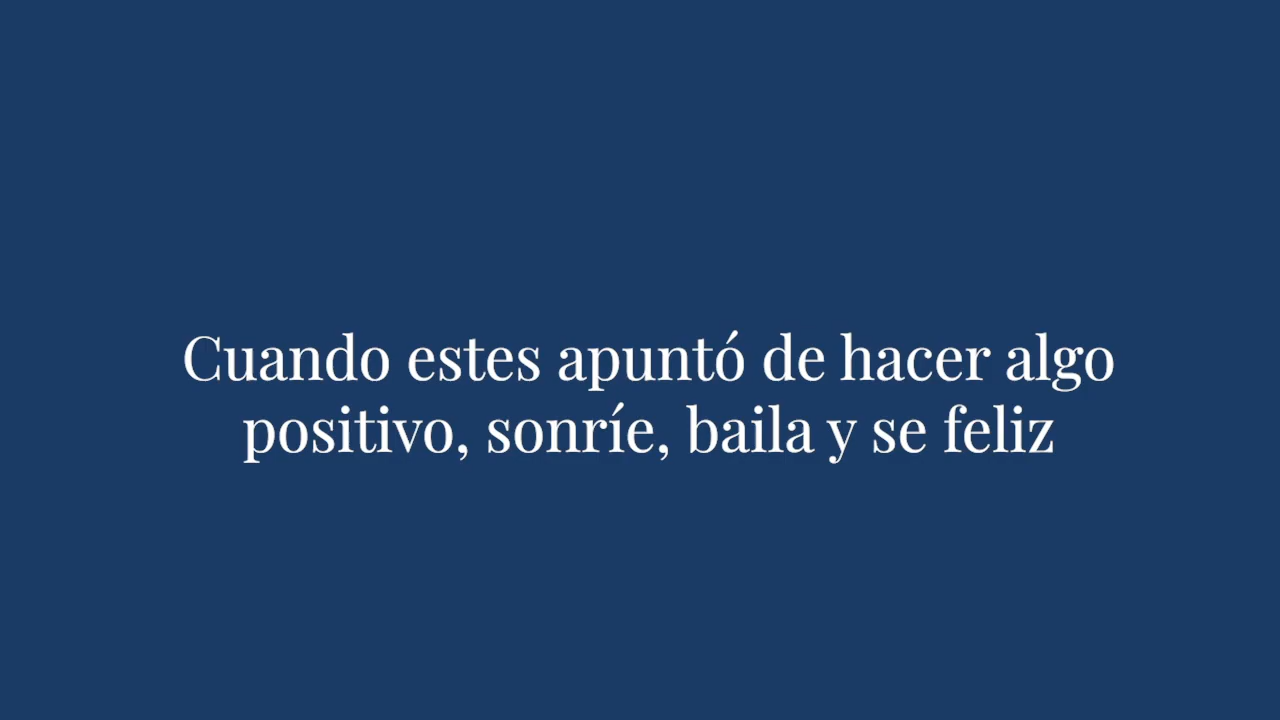 Cuando estes apuntó de hacer algo
positivo, sonríe, baila y se feliz